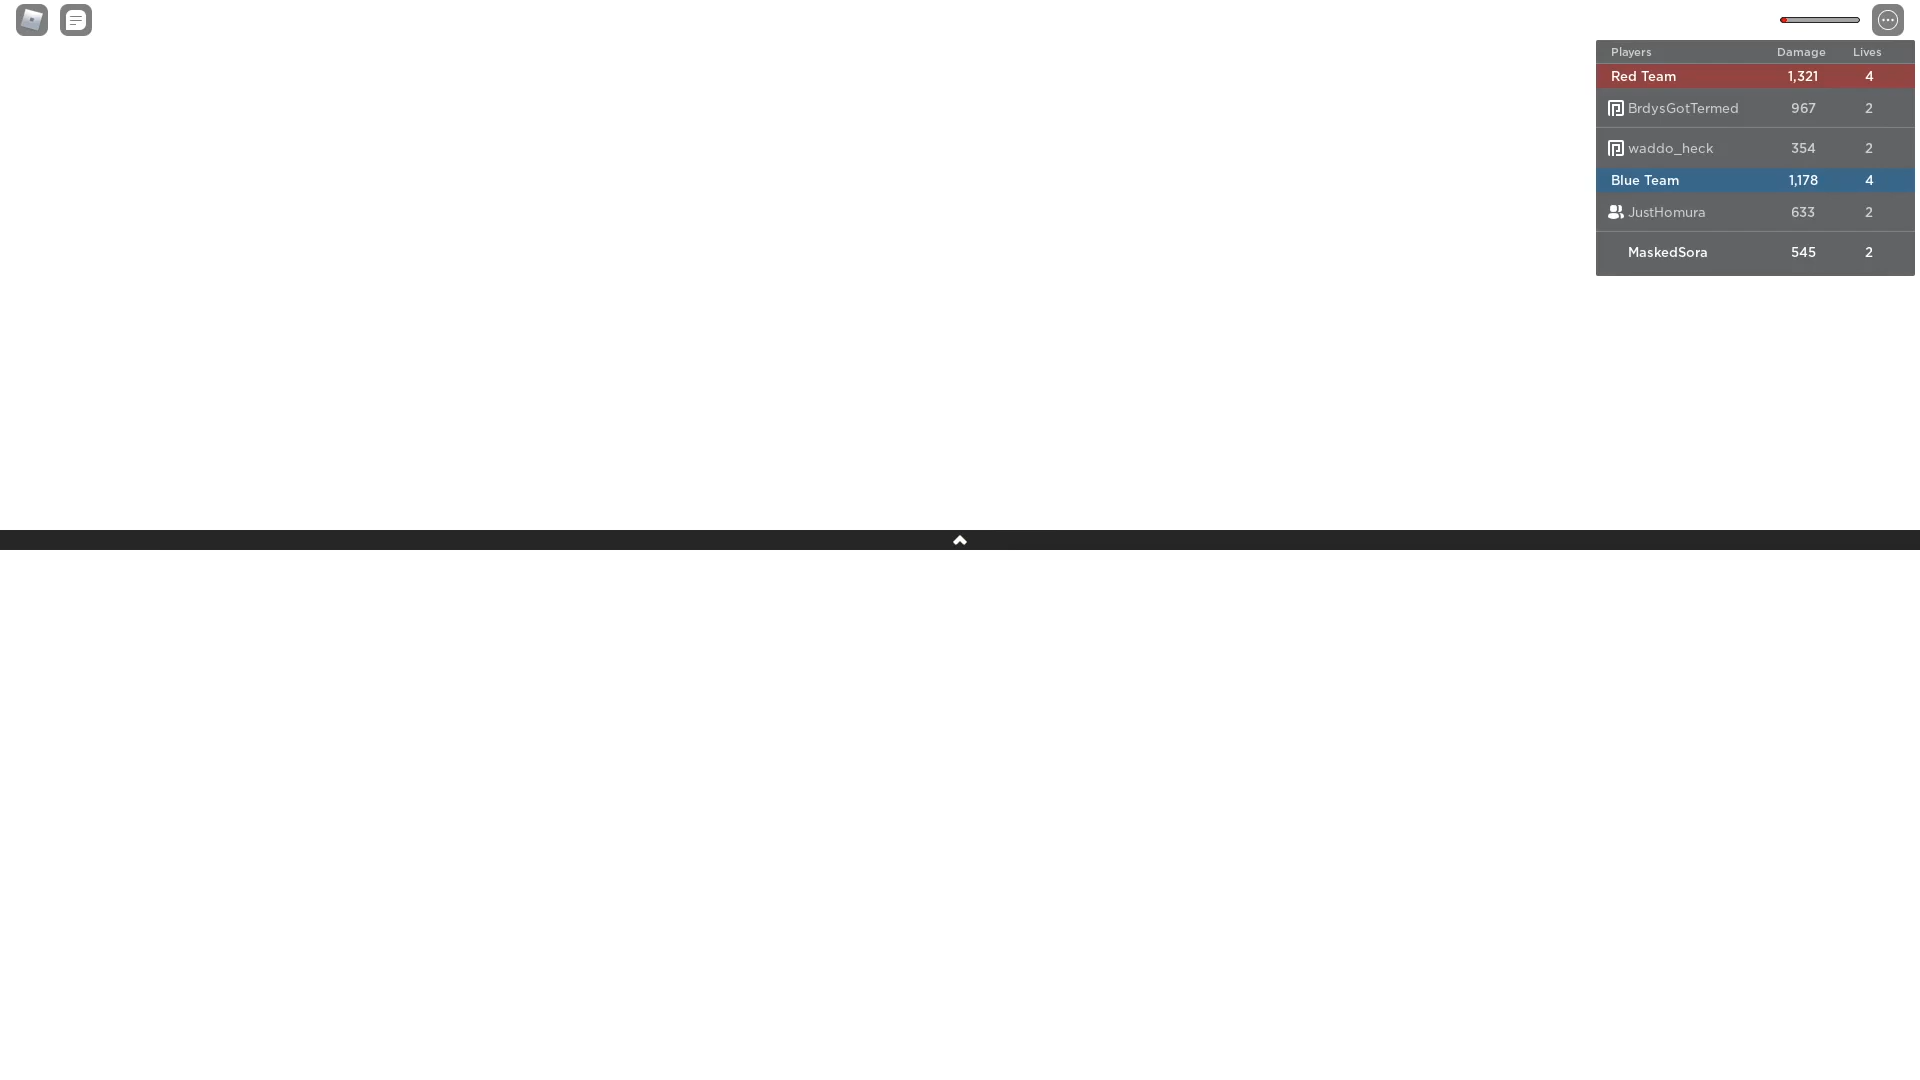 Players Damage Lives
Red Team 1,321 4
BrdysGotTermed 967 2
waddo_heck 354 2
Blue Team 1,178 4
JustHomura 633 2
MaskedSora 545 2